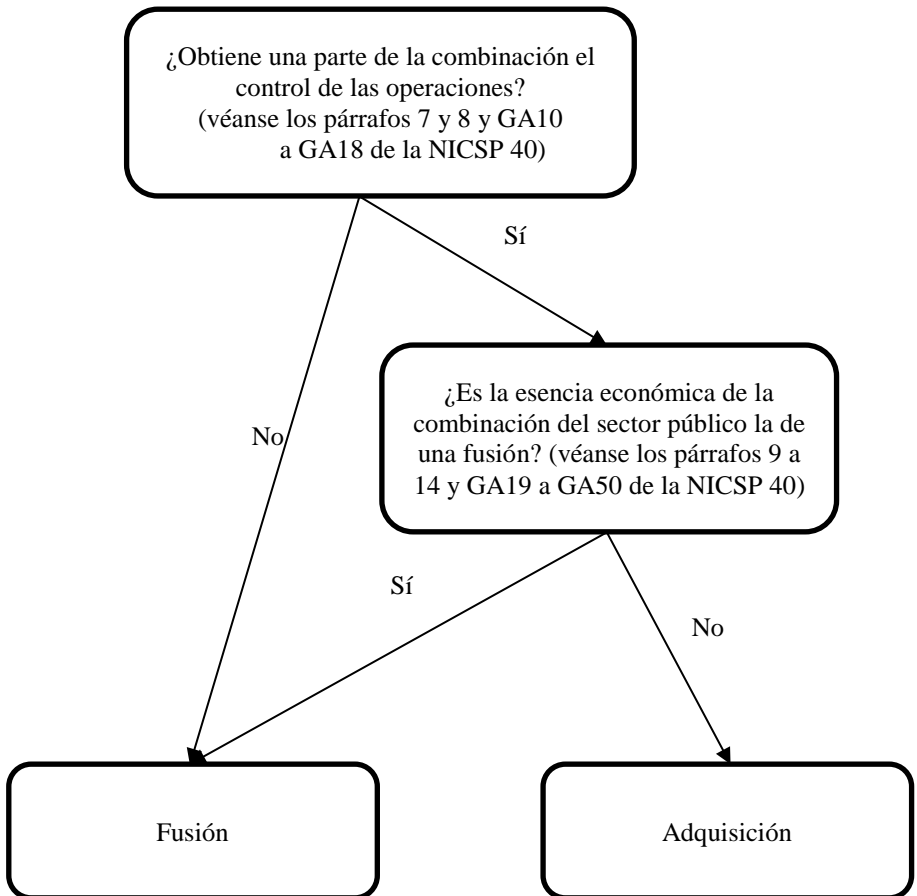 ¿Obtiene una parte de la combinación el
control de las operaciones?
(véanse los párrafos 7 y 8 y GA10
a GA18 de la NICSP 40)
Sí
¿Es la esencia económica de la
combinación del sector público la de
una fusión? (véanse los párrafos 9 a
14 y GA19 a GA50 de la NICSP 40)
No
Sí
No
Fusión
Adquisición